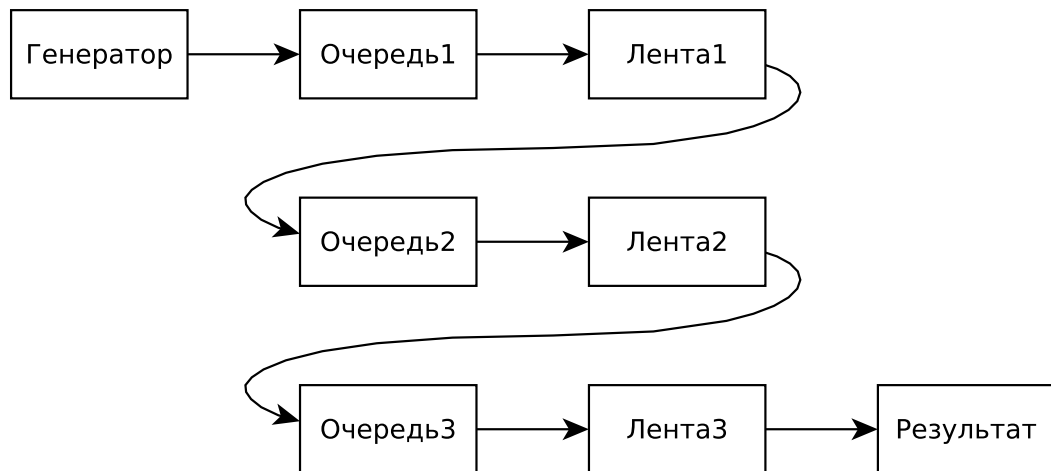 Генератор
Очередь1
Лента1
Очередь2
Лента2
Очередь3
Лента3
Результат